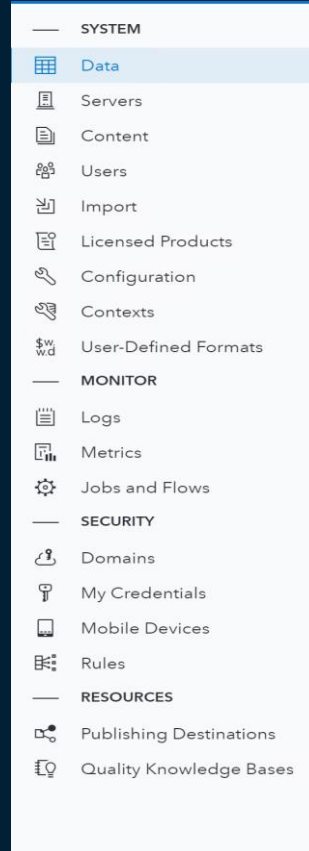 SYSTEM
Data
Servers
Content
Users
Import
Licensed Products
Configuration
Contexts
$w.
w.d
User-Defined Formats
MONITOR
Logs
Metrics
Jobs and Flows
SECURITY
Domains
My Credentials
Mobile Devices
Rules
RESOURCES
Publishing Destinations
Quality Knowledge Bases